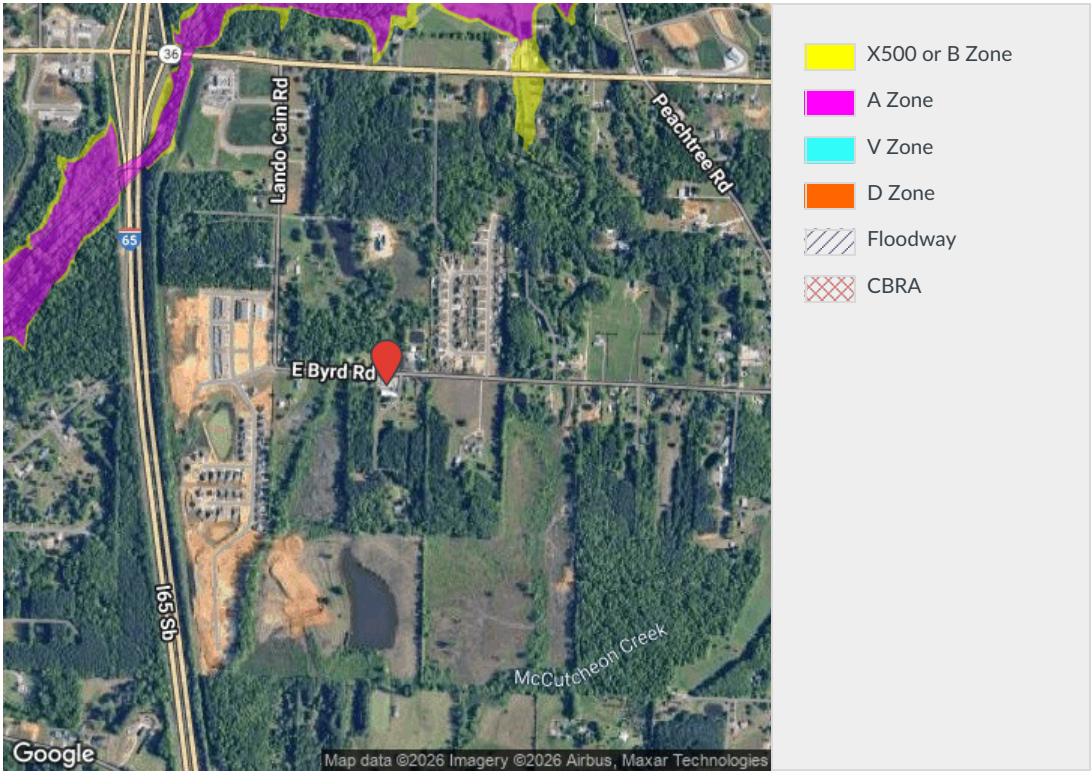 36
Lando Cain Rd
Peachtree Rd
65
E Byrd Rd
I65 Sb
McCutcheon Creek
Google
Map data ©2026 Imagery ©2026 Airbus, Maxar Technologies
X500 or B Zone
A Zone
V Zone
D Zone
Floodway
CBRA